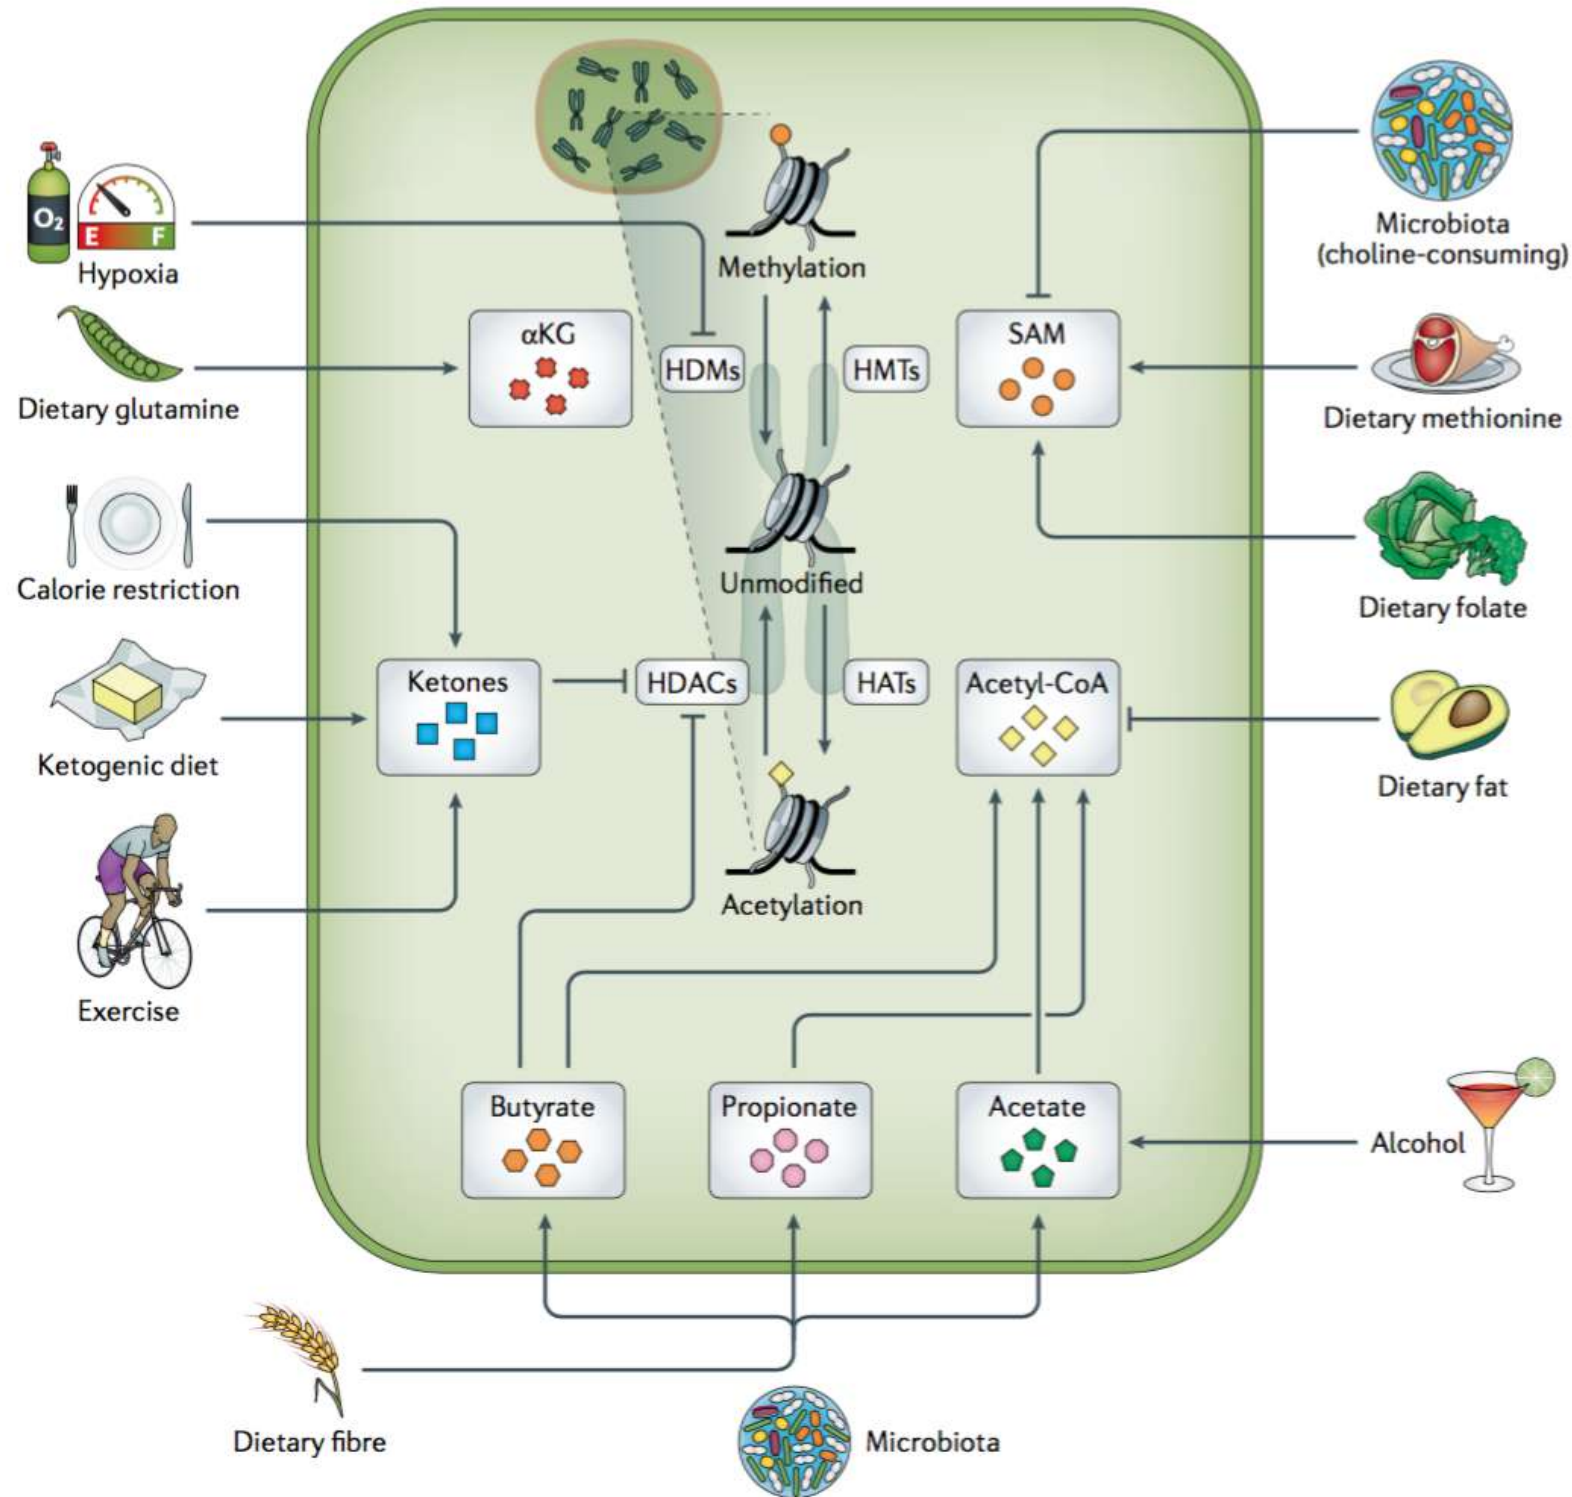 O2
E F
Hypoxia
Dietary glutamine
Calorie restriction
Ketogenic diet
Exercise
Methylation
αKG
HDMs
HMTs
SAM
Unmodified
Ketones
HDACs
HATs
Acetyl-CoA
Acetylation
Butyrate
Propionate
Acetate
Microbiota
(choline-consuming)
Dietary methionine
Dietary folate
Dietary fat
Alcohol
Dietary fibre
Microbiota